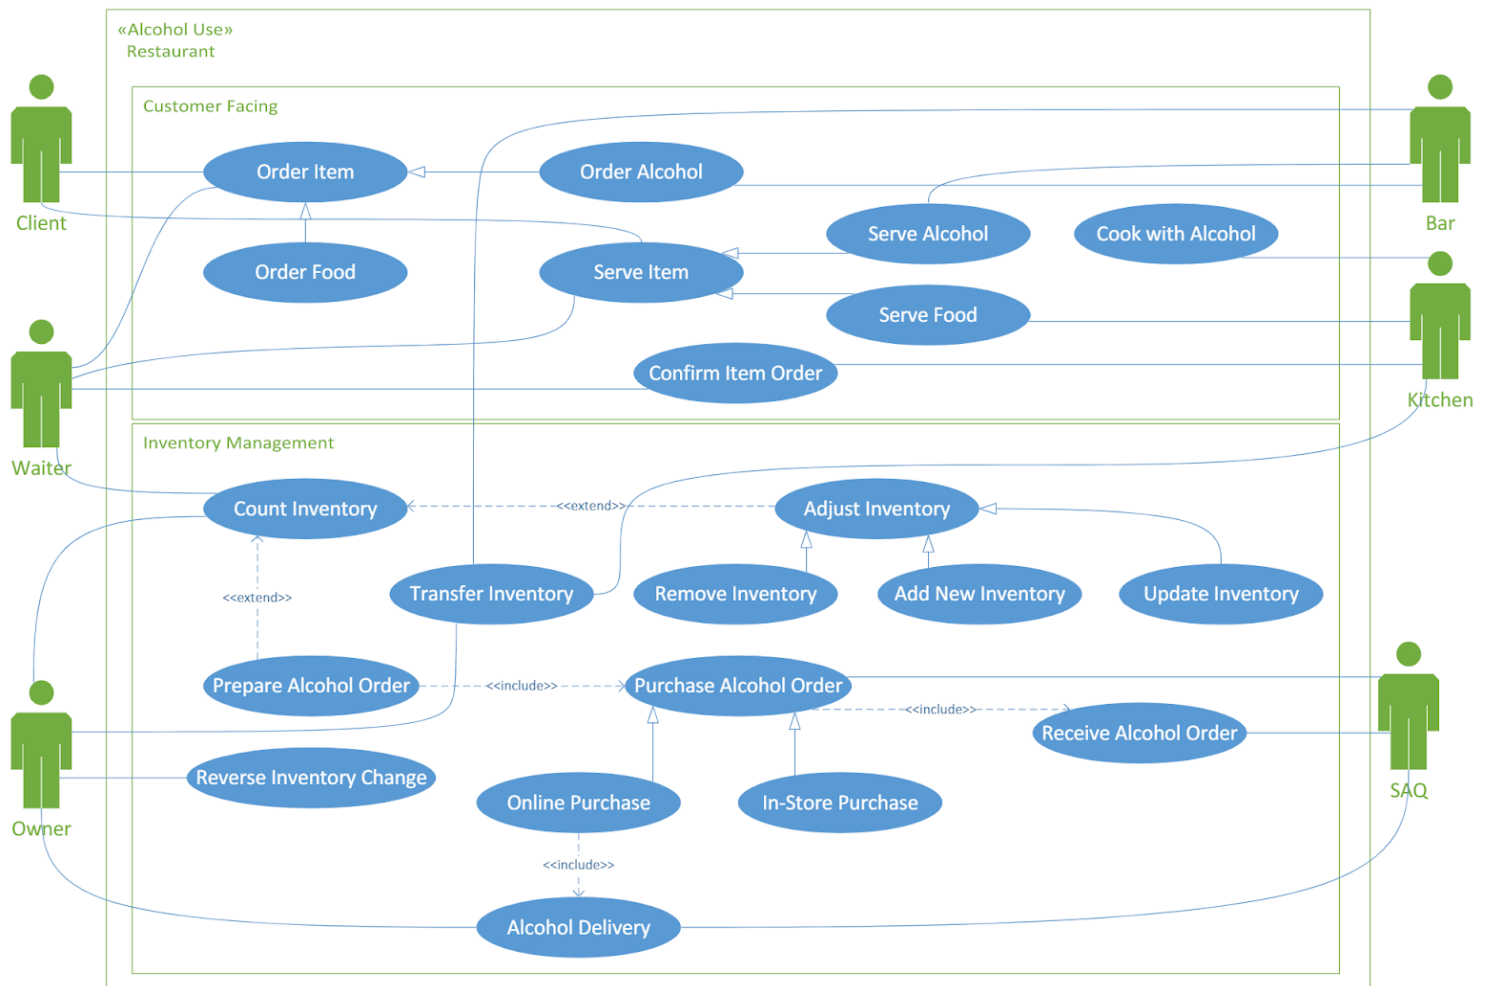 «Alcohol Use»
Restaurant
Customer Facing
Order Item
Order Alcohol
Client
Bar
Serve Alcohol
Cook with Alcohol
Order Food
Serve Item
Serve Food
Confirm Item Order
Kitchen
Waiter
Inventory Management
Count Inventory
<<extend>>
Adjust Inventory
<<extend>>
Transfer Inventory
Remove Inventory
Add New Inventory
Update Inventory
Prepare Alcohol Order
<<include>>
Purchase Alcohol Order
<<include>>
Receive Alcohol Order
Reverse Inventory Change
Online Purchase
In-Store Purchase
SAQ
Owner
<<include>>
Alcohol Delivery